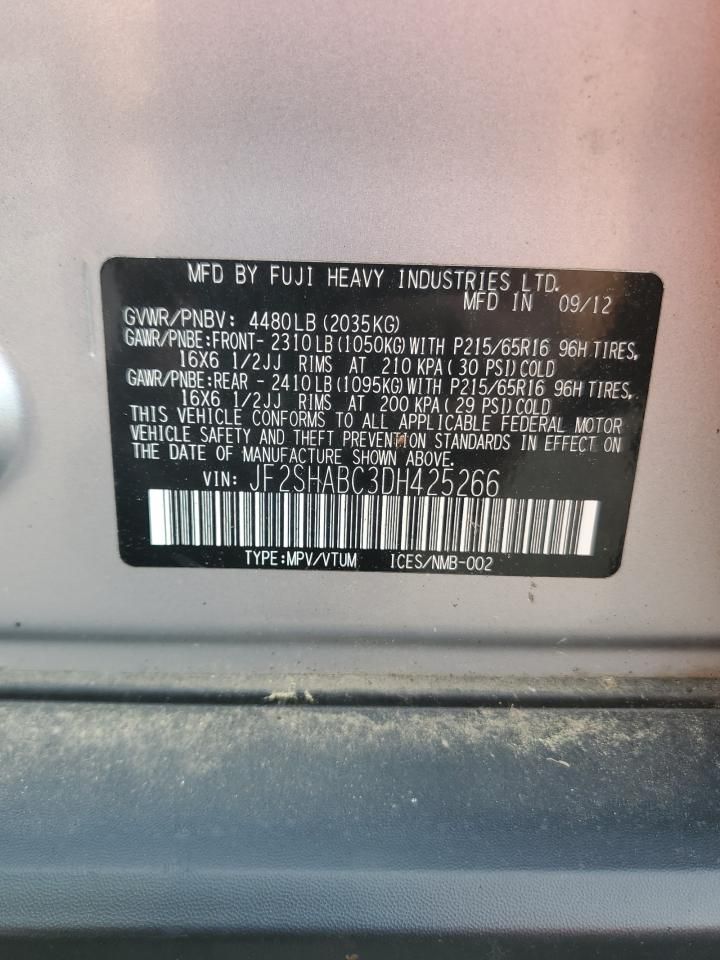 MFD BY FUJI HEAVY INDUSTRIES LTD.
MFD IN 09/12
GVWR/PNBV: 4480LB(2035KG)
GAWR/PNBE:FRONT- 2310LB(1050KG)WITH P215/65R16 96H TIRES,
16X6 1/2JJ RIMS AT 210 KPA(30 PSI)COLD
GAWR/PNBE:REAR - 2410LB(1095KG)WITH P215/65R16 96H TIRES,
16X6 1/2JJ RIMS AT 200 KPA(29 PSI)COLD
THIS VEHICLE CONFORMS TO ALL APPLICABLE FEDERAL MOTOR
VEHICLE SAFETY AND THEFT PREVENTION STANDARDS IN EFFECT ON
THE DATE OF MANUFACTURE SHOWN ABOVE.
VIN: JF2SHABC3DH425266
TYPE:MPV/VTUM ICES/NMB-002